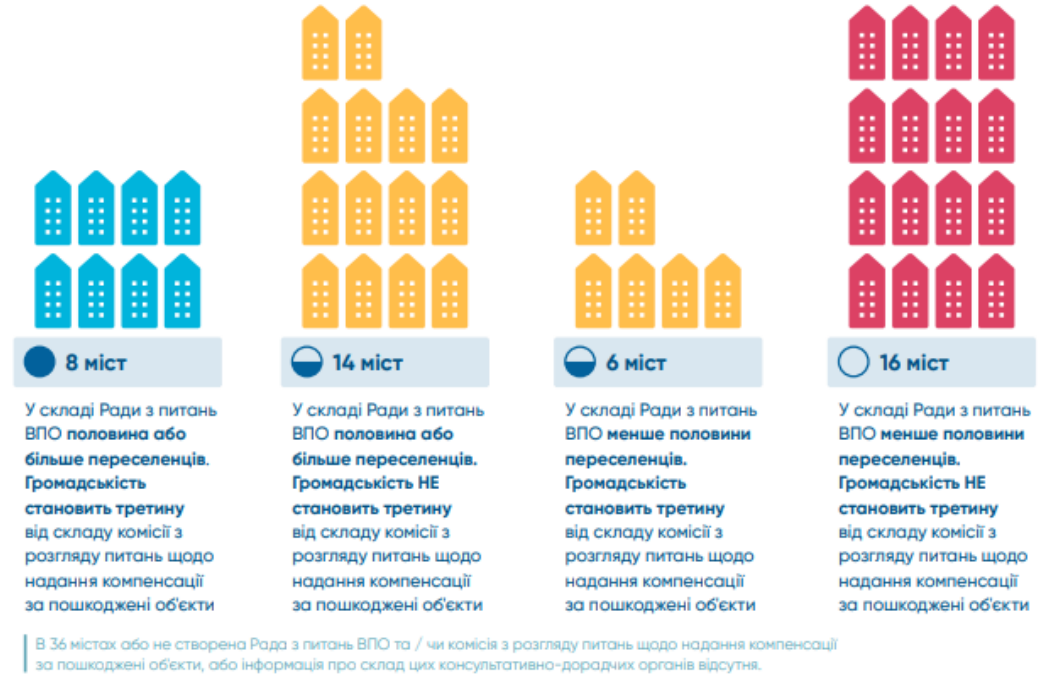 8 міст
У складі Ради з питань
ВПО половина або
більше переселенців.
Громадськість
становить третину
від складу комісії з
розгляду питань щодо
надання компенсації
за пошкоджені об'єкти
14 міст
У складі Ради з питань
ВПО половина або
більше переселенців.
Громадськість НЕ
становить третину
від складу комісії з
розгляду питань щодо
надання компенсації
за пошкоджені об'єкти
6 міст
У складі Ради з питань
ВПО менше половини
переселенців.
Громадськість
становить третину
від складу комісії з
розгляду питань щодо
надання компенсації
за пошкоджені об'єкти
16 міст
У складі Ради з питань
ВПО менше половини
переселенців.
Громадськість НЕ
становить третину
від складу комісії з
розгляду питань щодо
надання компенсації
за пошкоджені об'єкти
В 36 містах або не створена Рада з питань ВПО та / чи комісія з розгляду питань щодо надання компенсації
за пошкоджені об'єкти, або інформація про склад цих консультативно-дорадчих органів відсутня.